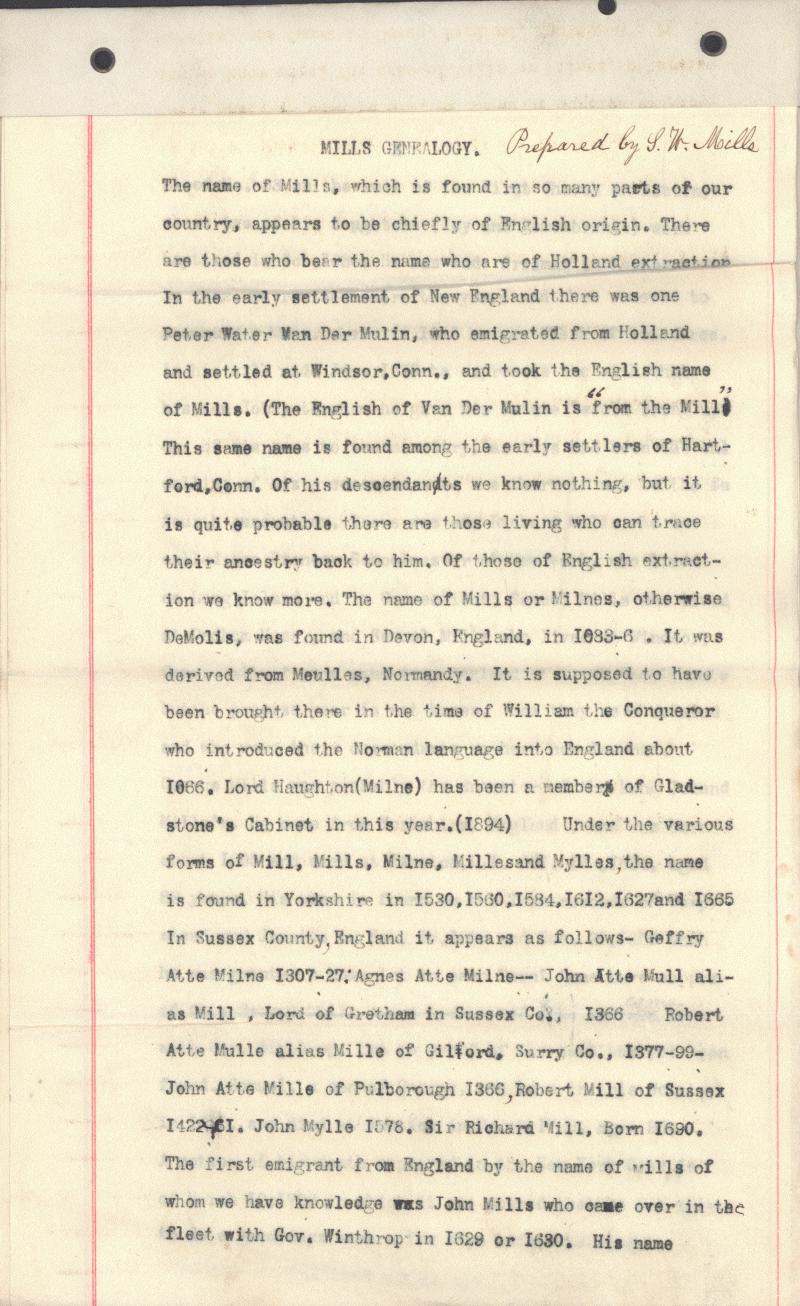 MILLS GENEALOGY. Prepared by S. W. Mills
The name of Mills, which is found in so many parts of our
country, appears to be chiefly of English origin. There
are those who bear the name who are of Holland extraction
In the early settlement of New England there was one
Peter Water Van Der Mulin, who emigrated from Holland
and settled at Windsor,Conn., and took the English name
of Mills. (The English of Van Der Mulin is "from the Mill")
This same name is found among the early settlers of Hart-
ford,Conn. Of his descendants we know nothing, but it
is quite probable there are those living who can trace
their ancestry back to him. Of those of English extract-
ion we know more. The name of Mills or Milnes, otherwise
DeMolis, was found in Devon, England, in I083-6 . It was
derived from Meulles, Normandy. It is supposed to have
been brought there in the time of William the Conqueror
who introduced the Norman language into England about
I066. Lord Haughton(Milne) has been a member of Glad-
stone's Cabinet in this year.(I894) Under the various
forms of Mill, Mills, Milne, Millesand Mylles,the name
is found in Yorkshire in I530,I560,I584,I6I2,I627and I665
In Sussex County,England it appears as follows- Geffry
Atte Milne I307-27; Agnes Atte Milne-- John Atte Mull ali-
as Mill , Lord of Gretham in Sussex Co., I366 Robert
Atte Mulle alias Mille of Gilford, Surry Co., I377-99-
John Atte Mille of Pulborough I366,Robert Mill of Sussex
I422-6I. John Mylle I578. Sir Richard Mill, Born I690.
The first emigrant from England by the name of Mills of
whom we have knowledge was John Mills who came over in the
fleet with Gov. Winthrop in I629 or I630. His name